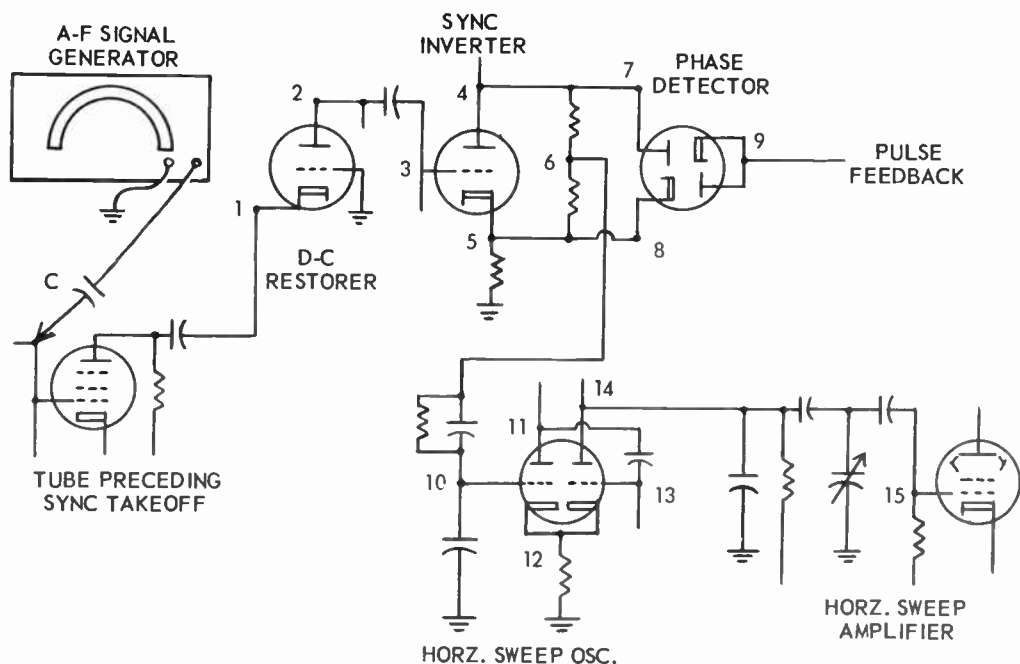 A-F SIGNAL
GENERATOR
SYNC
INVERTER
PHASE
DETECTOR
2
4
7
3
6
9
PULSE
FEEDBACK
1
5
8
D-C
RESTORER
C
14
11
10
13
15
12
TUBE PRECEDING
SYNC TAKEOFF
HORZ. SWEEP
AMPLIFIER
HORZ. SWEEP OSC.